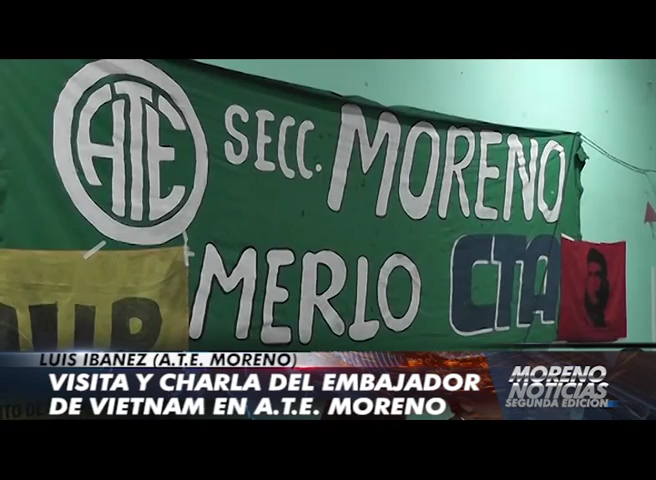 ATE
SECC. MORENO
MERLO CTA
LUIS IBAÑEZ (A.T.E. MORENO)
VISITA Y CHARLA DEL EMBAJADOR
DE VIETNAM EN A.T.E. MORENO
MORENO
NOTICIAS
SEGUNDA EDICIÓN